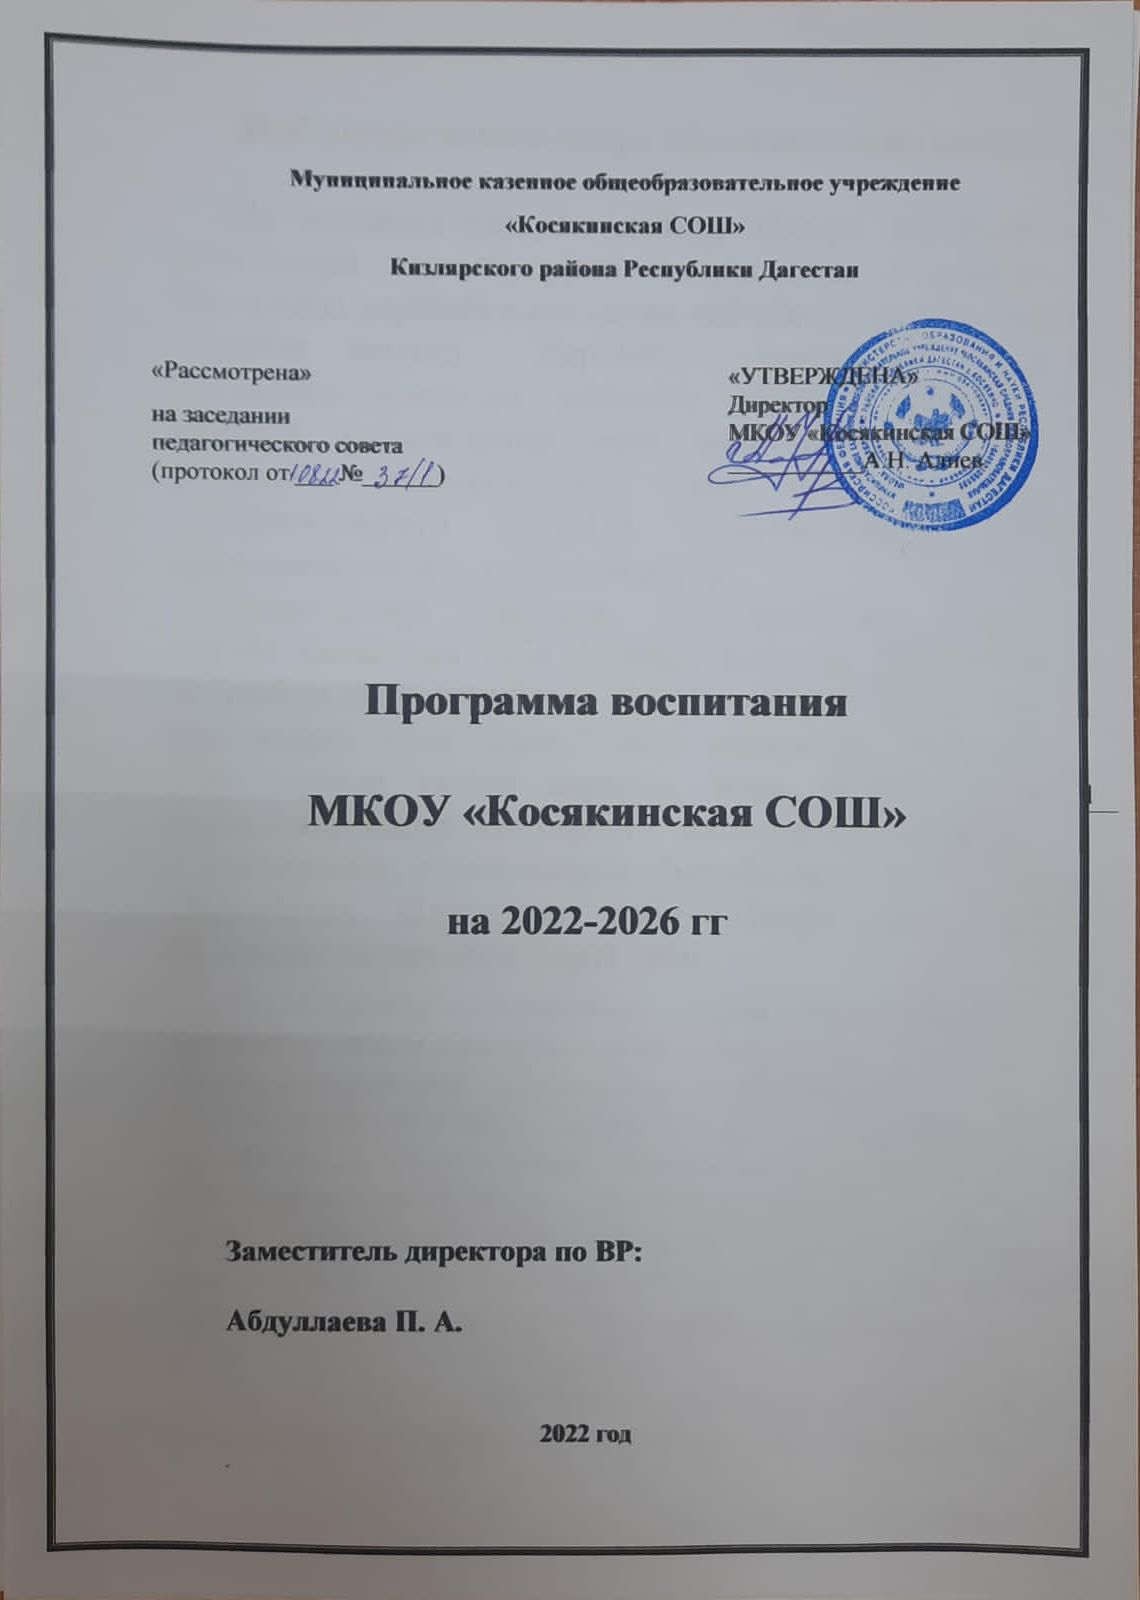 Муниципальное казенное общеобразовательное учреждение
«Косякинская СОШ»
Кизлярского района Республики Дагестан
«Рассмотрена»
на заседании
педагогического совета
(протокол от № 37/1)
«УТВЕРЖДЕНА»
Директор
МКОУ «Косякинская СОШ»
А.Н. Алиев
Программа воспитания
МКОУ «Косякинская СОШ»
на 2022-2026 гг
Заместитель директора по ВР:
Абдуллаева П. А.
2022 год